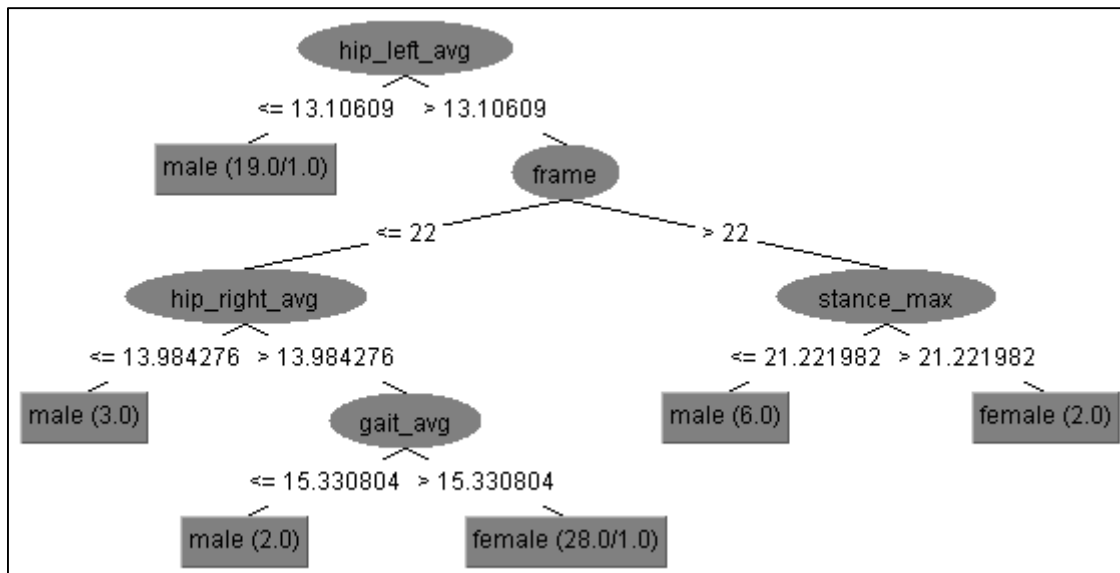 hip_left_avg
<= 13.10609 > 13.10609
male (19.0/1.0)
frame
<= 22 > 22
hip_right_avg
stance_max
<= 13.984276 > 13.984276
<= 21.221982 > 21.221982
male (3.0)
gait_avg
male (6.0)
female (2.0)
<= 15.330804 > 15.330804
male (2.0)
female (28.0/1.0)